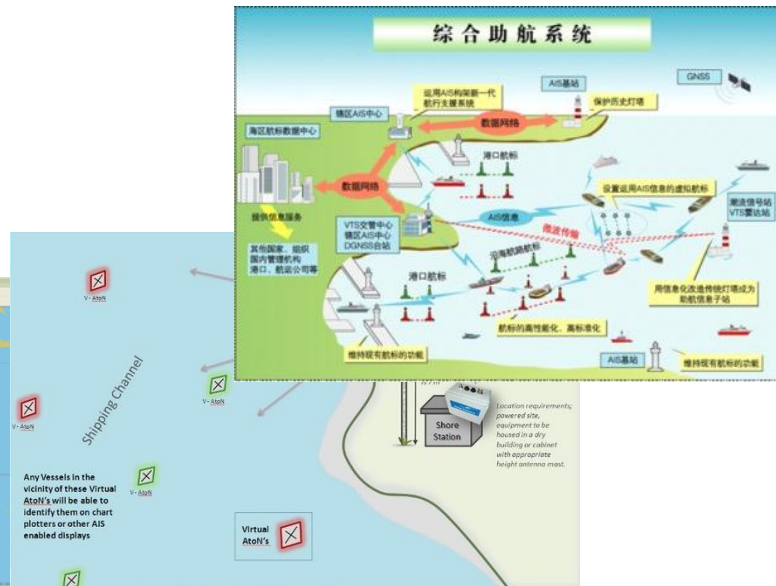 综合助航系统
GNSS
AIS基站
运用AIS构架新一代
航行支援系统
保护历史灯塔
辖区AIS中心
数据网络
海区航标数据中心
港口航标
设置运用AIS信息的虚拟航标
数据网络
潮流信号站
VTS雷达站
提供信息服务
AIS信息
VTS交管中心
辖区AIS中心
DGNSS台站
微波传输
其他国家、组织
国内管理机构
港口、航运公司等
沿海航路航标
港口航标
用信息化改造传统灯塔成为
助航信息子站
航标的高性能化、高标准化
维持现有航标的功能
AIS基站
维持现有航标的功能
V- AtoN
V- AtoN
V- AtoN
V- AtoN
Shipping Channel
Any Vessels in the
vicinity of these Virtual
AtoN's will be able to
identify them on chart
plotters or other AIS
enabled displays
Virtual
AtoN's
Shore
Station
Location requirements;
powered site,
equipment to be
housed in a dry
building or cabinet
with appropriate
height antenna mast.